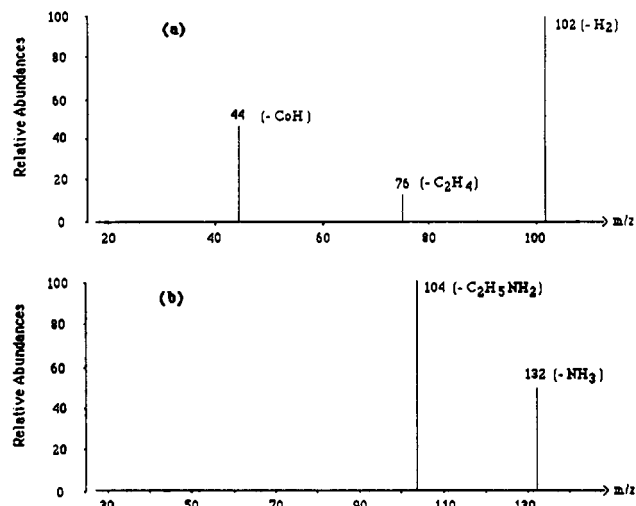 Relative Abundances
(a)
102 (- H₂)
44 (- CoH)
76 (- C₂H₄)
100
80
60
40
20
0
20 40 60 80 100 m/z
Relative Abundances
(b)
104 (- C₂H₅NH₂)
132 (- NH₃)
100
80
60
40
20
0
30 50 70 90 110 130 m/z